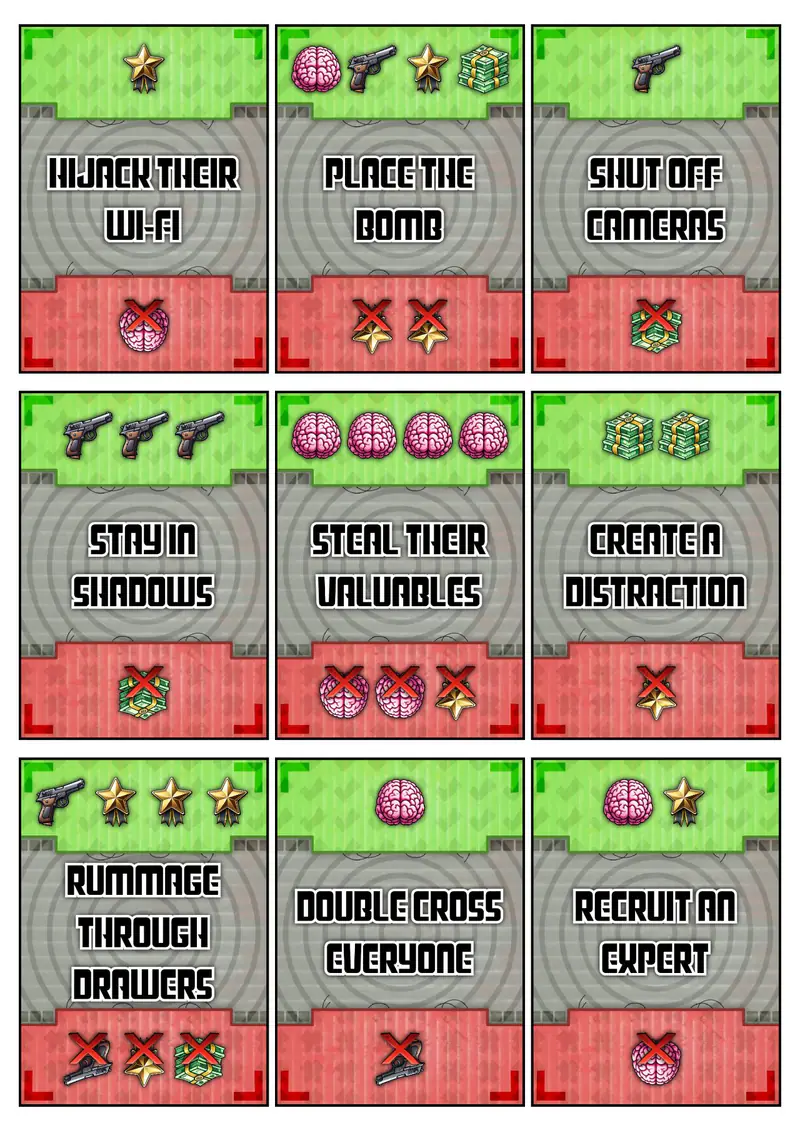 HIJACK THEIR
WI-FI
PLACE THE
BOMB
SHUT OFF
CAMERAS
STAY IN
SHADOWS
STEAL THEIR
VALUABLES
CREATE A
DISTRACTION
RUMMAGE
THROUGH
DRAWERS
DOUBLE CROSS
EVERYONE
RECRUIT AN
EXPERT